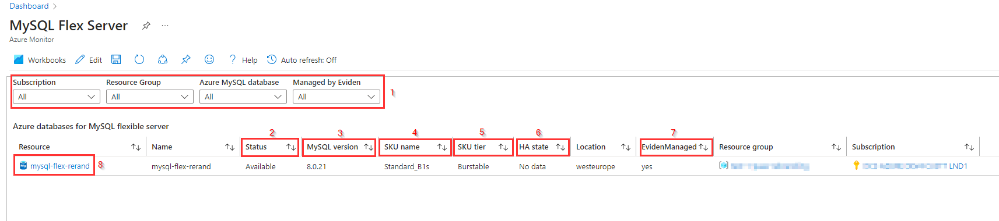 Dashboard >
MySQL Flex Server ...
Azure Monitor
Workbooks Edit ? Help Auto refresh: Off
Subscription Resource Group Azure MySQL database Managed by Eviden
All All All All 1
Azure databases for MySQL flexible server
2 3 4 5 6 7
Resource ↑↓ Name ↑↓ Status ↑↓ MySQL version ↑↓ SKU name ↑↓ SKU tier ↑↓ HA state ↑↓ Location ↑↓ EvidenManaged ↑↓ Resource group ↑↓ Subscription ↑↓
mysql-flex-rerand 8 mysql-flex-rerand Available 8.0.21 Standard_B1s Burstable No data westeurope yes LND1